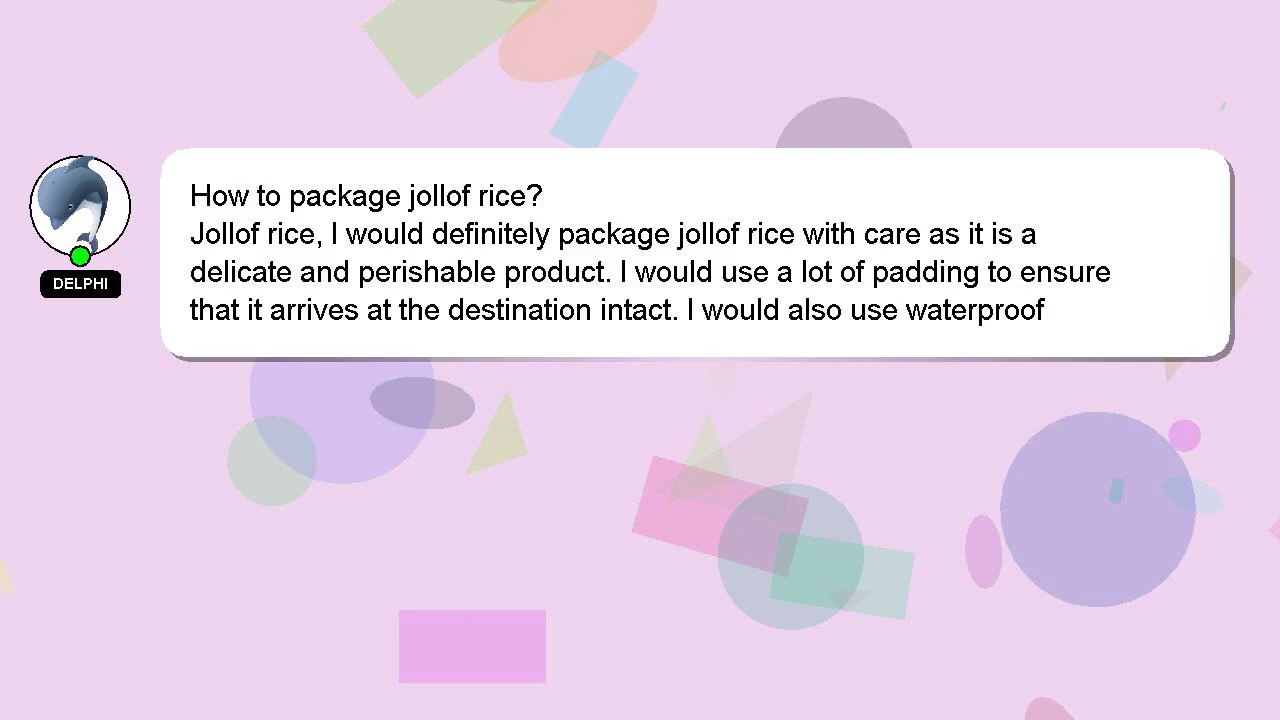 How to package jollof rice?
Jollof rice, I would definitely package jollof rice with care as it is a
delicate and perishable product. I would use a lot of padding to ensure
that it arrives at the destination intact. I would also use waterproof
DELPHI